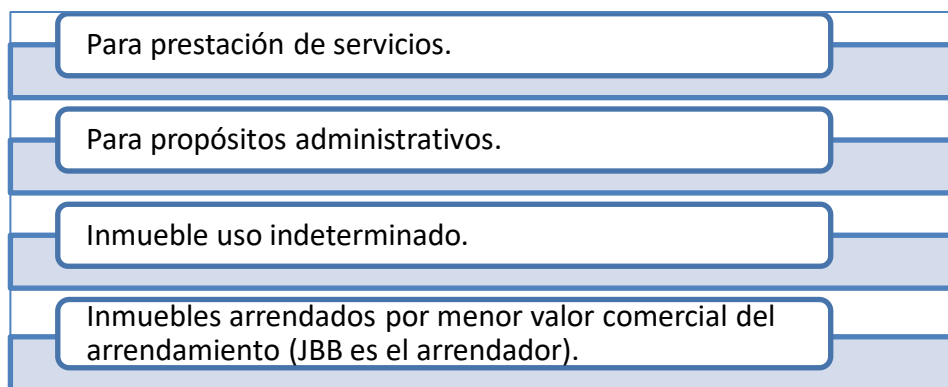 Para prestación de servicios.
Para propósitos administrativos.
Inmueble uso indeterminado.
Inmuebles arrendados por menor valor comercial del
arrendamiento (JBB es el arrendador).